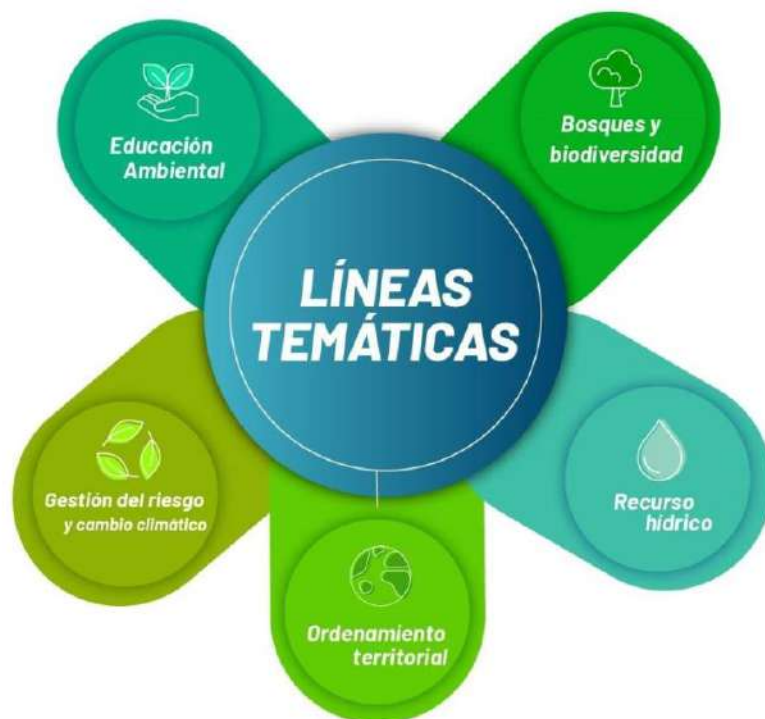 Educación
Ambiental
Bosques y
biodiversidad
LÍNEAS
TEMÁTICAS
Gestión del riesgo
y cambio climático
Recurso
hídrico
Ordenamiento
territorial